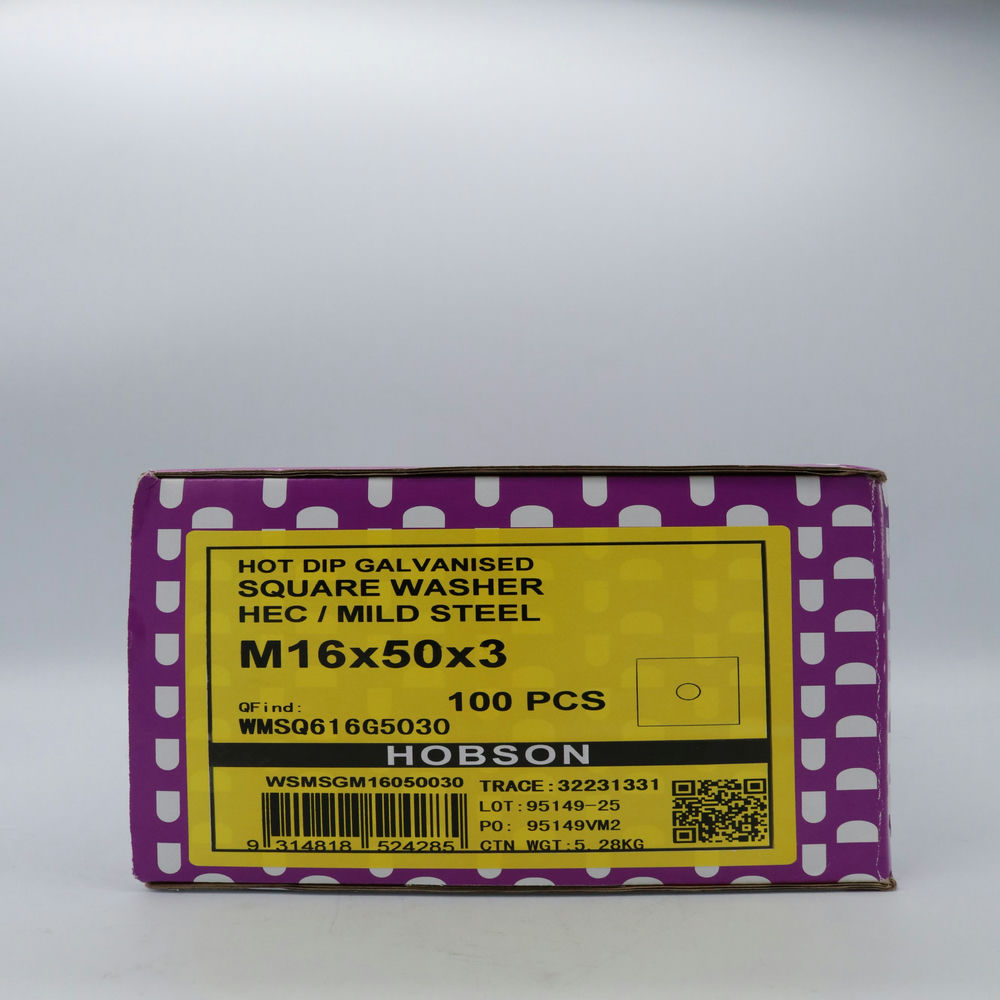 HOT DIP GALVANISED
SQUARE WASHER
HEC / MILD STEEL
M16x50x3
100 PCS
QFind:
WMSQ616G5030
HOBSON
WSMSGM16050030
9 314818 524285
TRACE:32231331
LOT:95149-25
PO: 95149VM2
CTN WGT:5.28KG